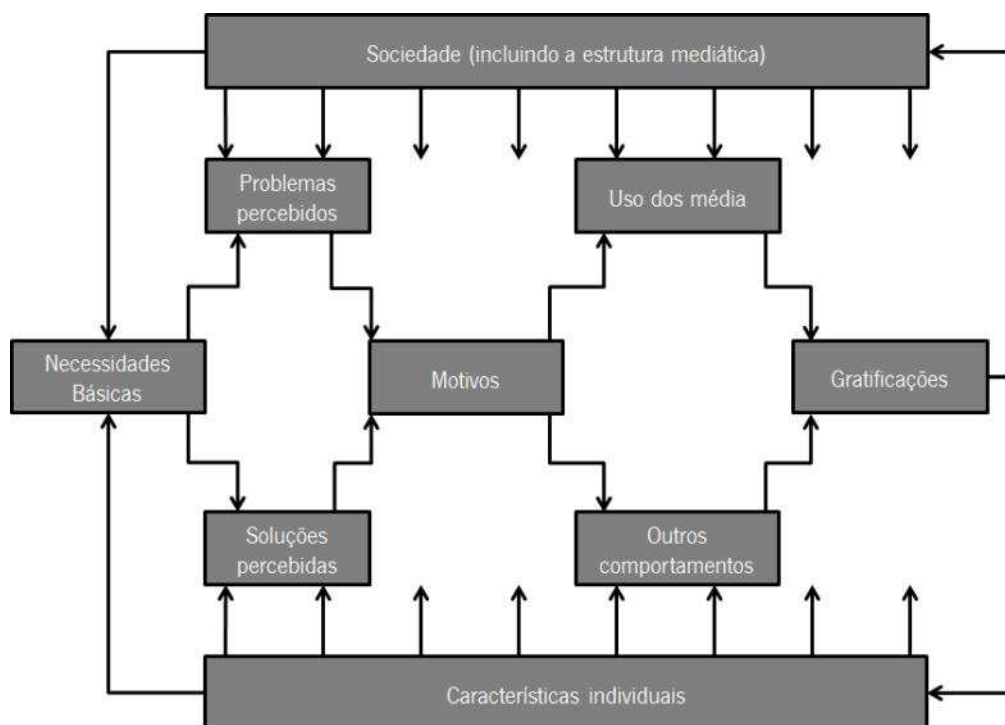 Sociedade (incluindo a estrutura mediática)
Problemas
percebidos
Uso dos média
Necessidades
Básicas
Motivos
Gratificações
Soluções
percebidas
Outros
comportamentos
Características individuais